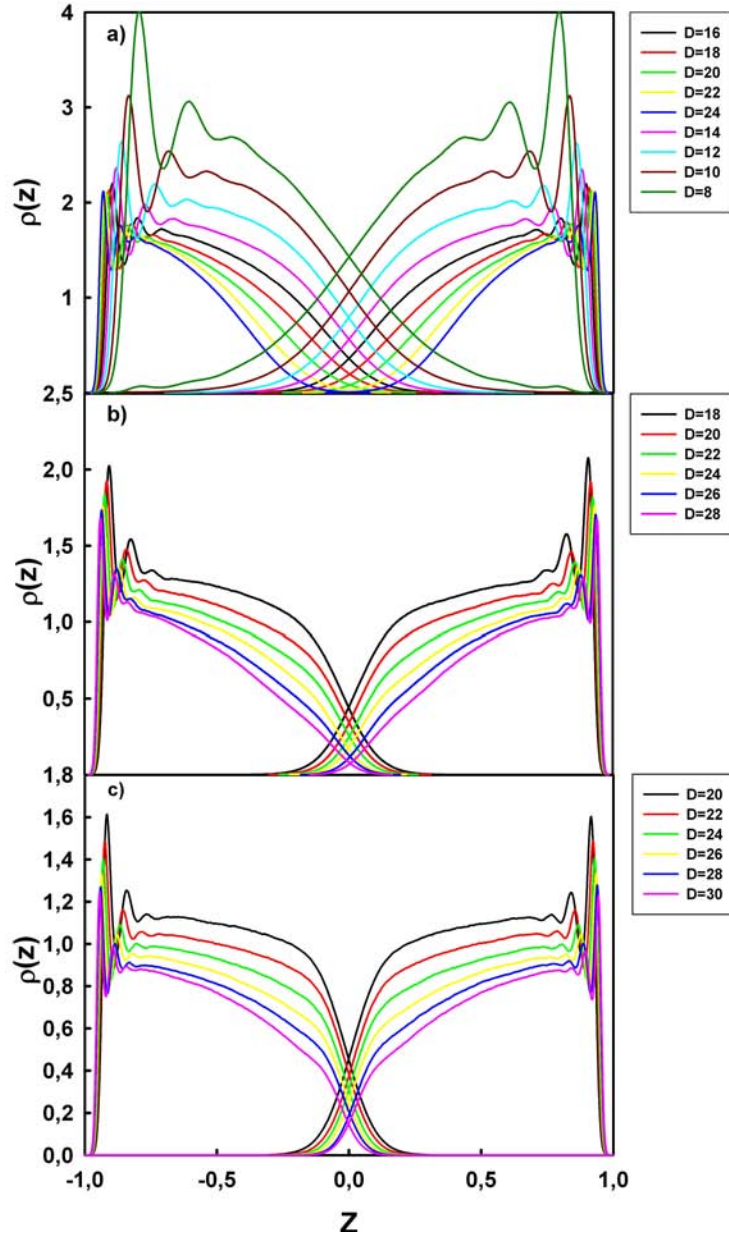 a)
4
3
2
1
ρ(z)
D=16
D=18
D=20
D=22
D=24
D=14
D=12
D=10
D=8
b)
2,5
2,0
1,5
1,0
0,5
ρ(z)
D=18
D=20
D=22
D=24
D=26
D=28
c)
1,8
1,6
1,4
1,2
1,0
0,8
0,6
0,4
0,2
0,0
ρ(z)
D=20
D=22
D=24
D=26
D=28
D=30
-1,0 -0,5 0,0 0,5 1,0
Z